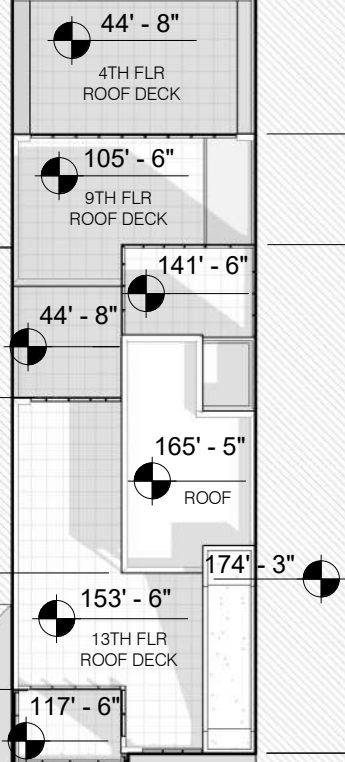 44' - 8"
4TH FLR
ROOF DECK
105' - 6"
9TH FLR
ROOF DECK
141' - 6"
44' - 8"
165' - 5"
ROOF
174' - 3"
153' - 6"
13TH FLR
ROOF DECK
117' - 6"